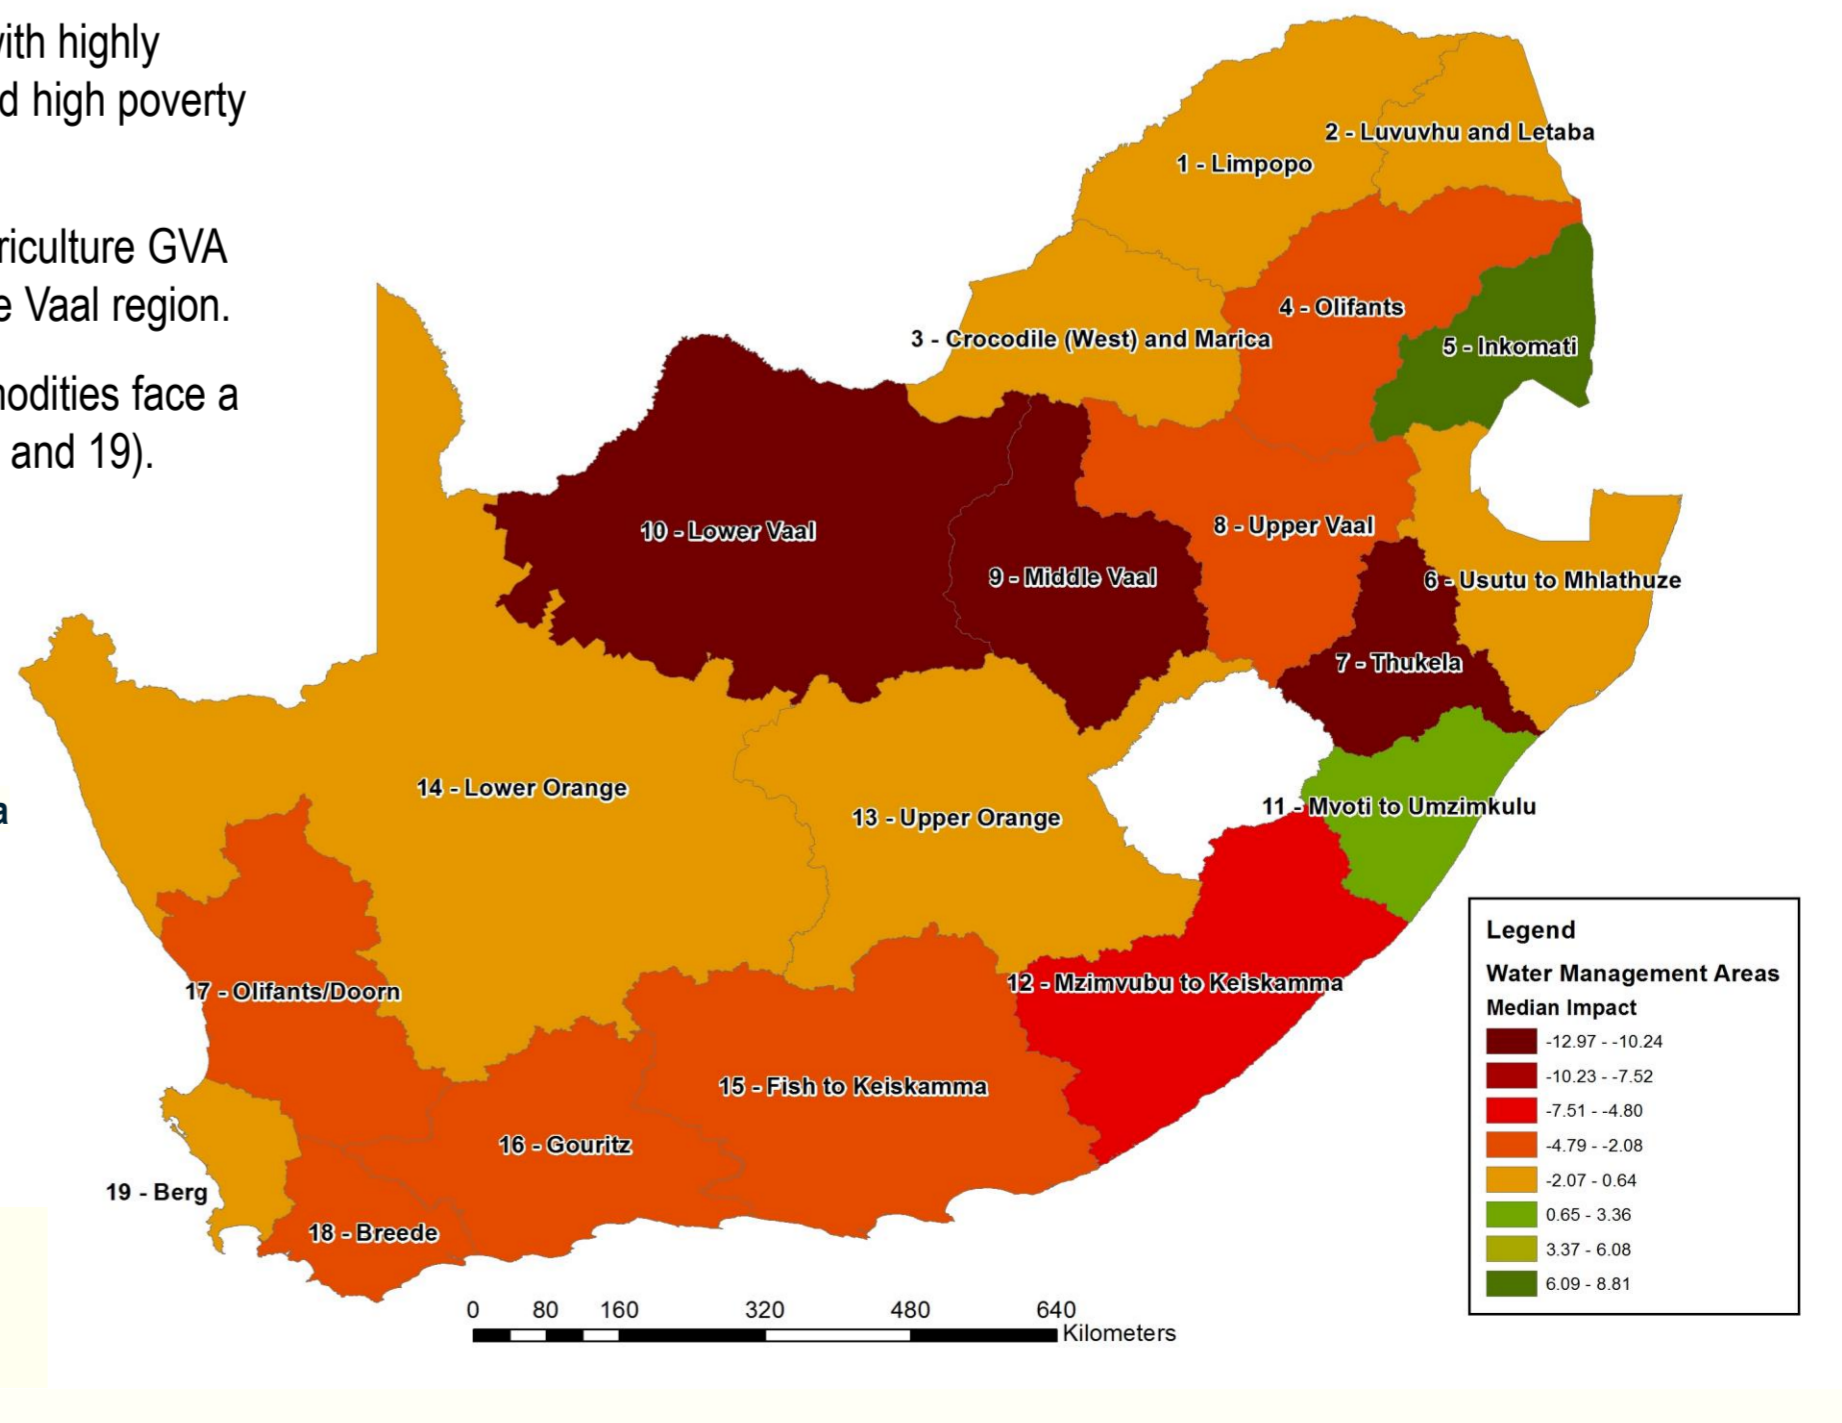 with highly
d high poverty
riculture GVA
e Vaal region.
nodities face a
and 19).
a
2 - Luvuvhu and Letaba
1 - Limpopo
4 - Olifants
3 - Crocodile (West) and Marica
5 - Inkomati
10 - Lower Vaal
8 - Upper Vaal
9 - Middle Vaal
6 - Usutu to Mhlathuze
7 - Thukela
14 - Lower Orange
13 - Upper Orange
11 - Mvoti to Umzimkulu
12 - Mzimvubu to Keiskamma
17 - Olifants/Doorn
15 - Fish to Keiskamma
16 - Gouritz
19 - Berg
18 - Breede
Legend
Water Management Areas
Median Impact
-12.97 - -10.24
-10.23 - -7.52
-7.51 - -4.80
-4.79 - -2.08
-2.07 - 0.64
0.65 - 3.36
3.37 - 6.08
6.09 - 8.81
0 80 160 320 480 640
Kilometers